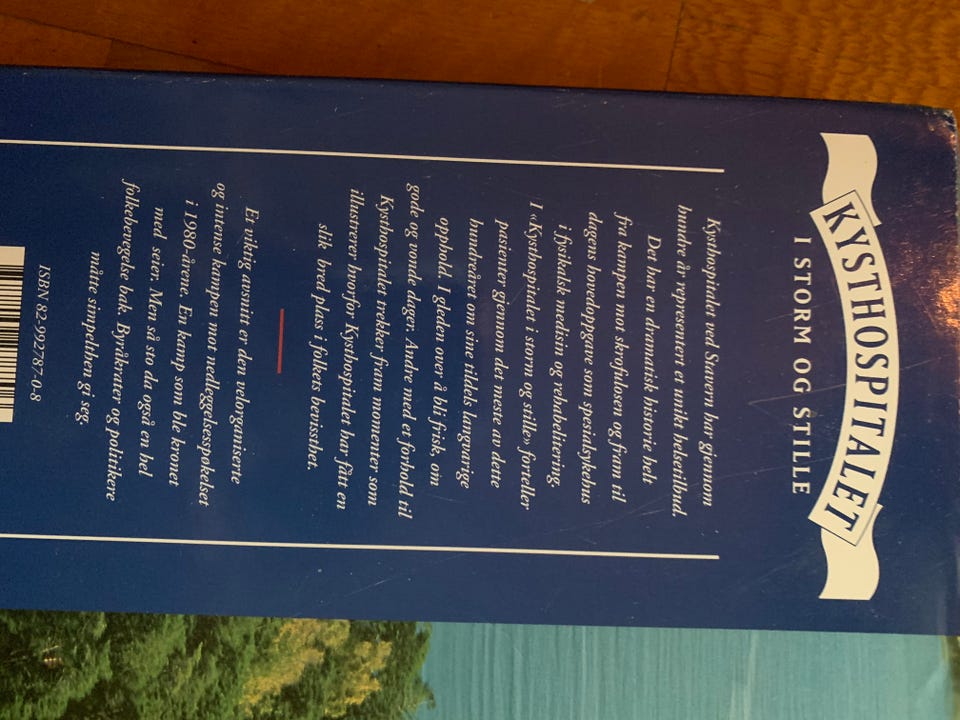 KYSTHOSPITALET
I STORM OG STILLE
Kysthospitalet ved Stavern har gjennom
hundre år representert et unikt helsetilbud.
Det har en dramatisk historie helt
fra kampen mot skrofulosen og fram til
dagens hovedoppgave som spesialsykehus
i fysikalsk medisin og rehabilitering.
I «Kysthospitalet i storm og stille» forteller
pasienter gjennom det meste av dette
hundreåret om sine tildels langvarige
opphold. I gleden over å bli frisk, om
gode og vonde dager. Andre med et forhold til
Kysthospitalet trekker fram momenter som
illustrerer hvorfor Kysthospitalet har fått en
slik bred plass i folkets bevissthet.
Et viktig avsnitt er den velorganiserte
og intense kampen mot nedleggelsesspøkelset
i 1980-årene. En kamp som ble kronet
med seier. Men så sto da også en hel
folkebevegelse bak. Byråkrater og politikere
måtte simpelthen gi seg.
ISBN 82-992787-0-8